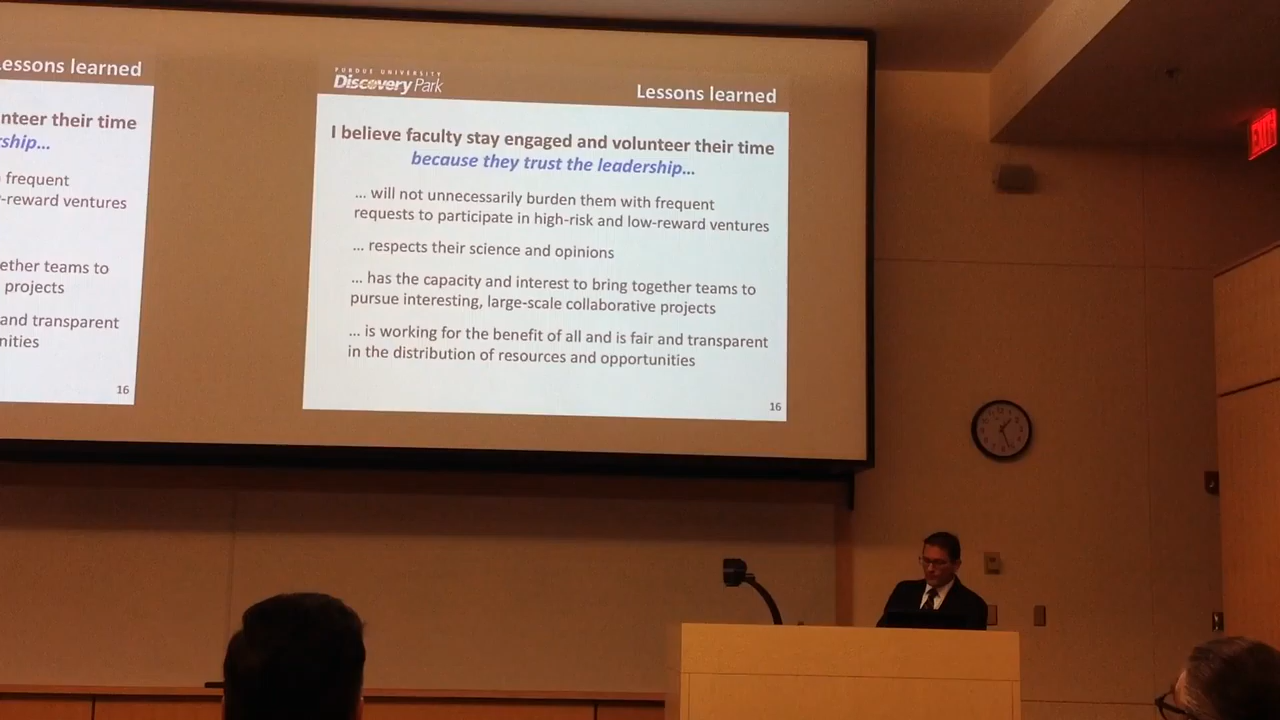 Lessons learned
nteer their time
rship...
frequent
-reward ventures
ether teams to
projects
and transparent
nities
16
PURDUE UNIVERSITY
Discovery Park
Lessons learned
I believe faculty stay engaged and volunteer their time
because they trust the leadership...
... will not unnecessarily burden them with frequent
requests to participate in high-risk and low-reward ventures
... respects their science and opinions
... has the capacity and interest to bring together teams to
pursue interesting, large-scale collaborative projects
... is working for the benefit of all and is fair and transparent
in the distribution of resources and opportunities
16
EXIT